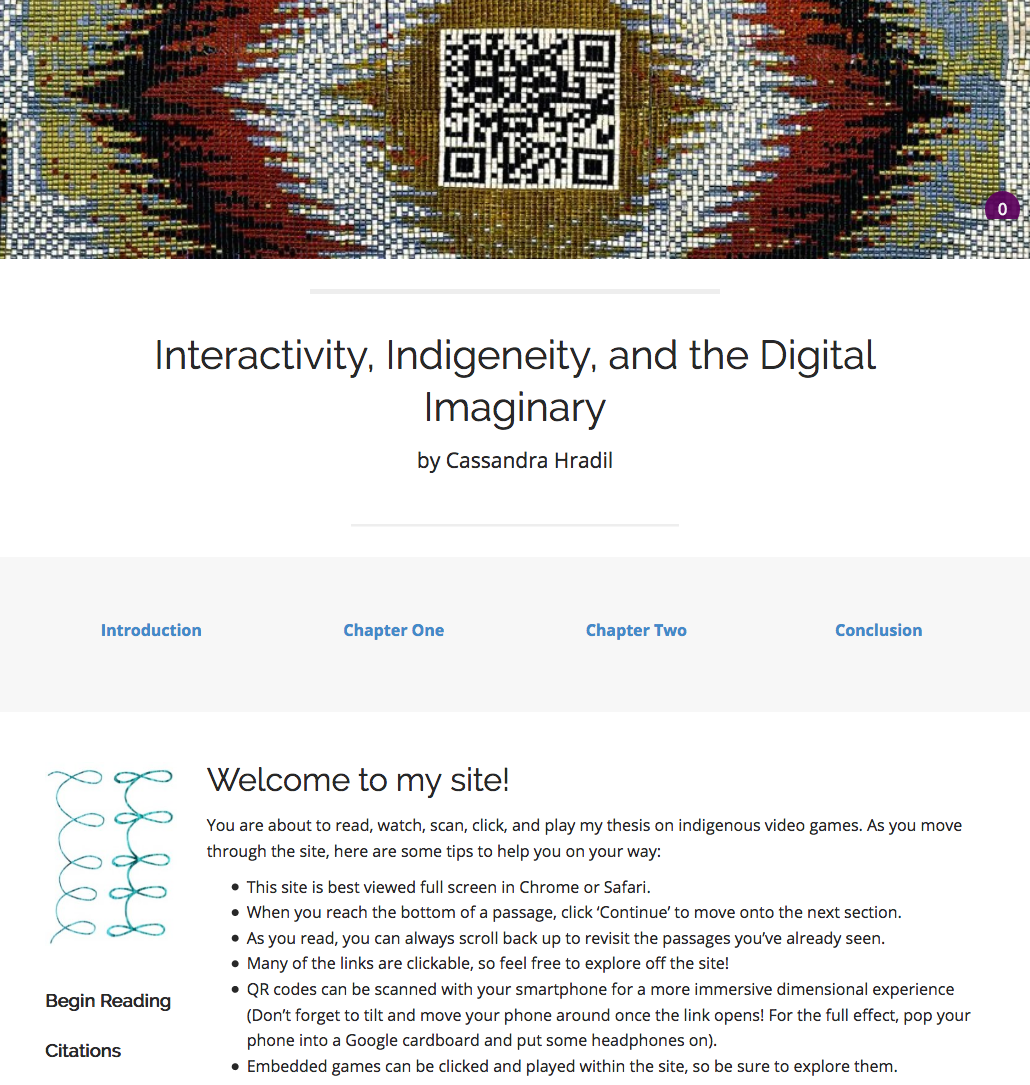 0
Interactivity, Indigeneity, and the Digital
Imaginary
by Cassandra Hradil
Introduction
Chapter One
Chapter Two
Conclusion
Welcome to my site!
You are about to read, watch, scan, click, and play my thesis on indigenous video games. As you move
through the site, here are some tips to help you on your way:
• This site is best viewed full screen in Chrome or Safari.
• When you reach the bottom of a passage, click ‘Continue’ to move onto the next section.
• As you read, you can always scroll back up to revisit the passages you’ve already seen.
• Many of the links are clickable, so feel free to explore off the site!
• QR codes can be scanned with your smartphone for a more immersive dimensional experience
(Don’t forget to tilt and move your phone around once the link opens! For the full effect, pop your
phone into a Google cardboard and put some headphones on).
• Embedded games can be clicked and played within the site, so be sure to explore them.
Begin Reading
Citations